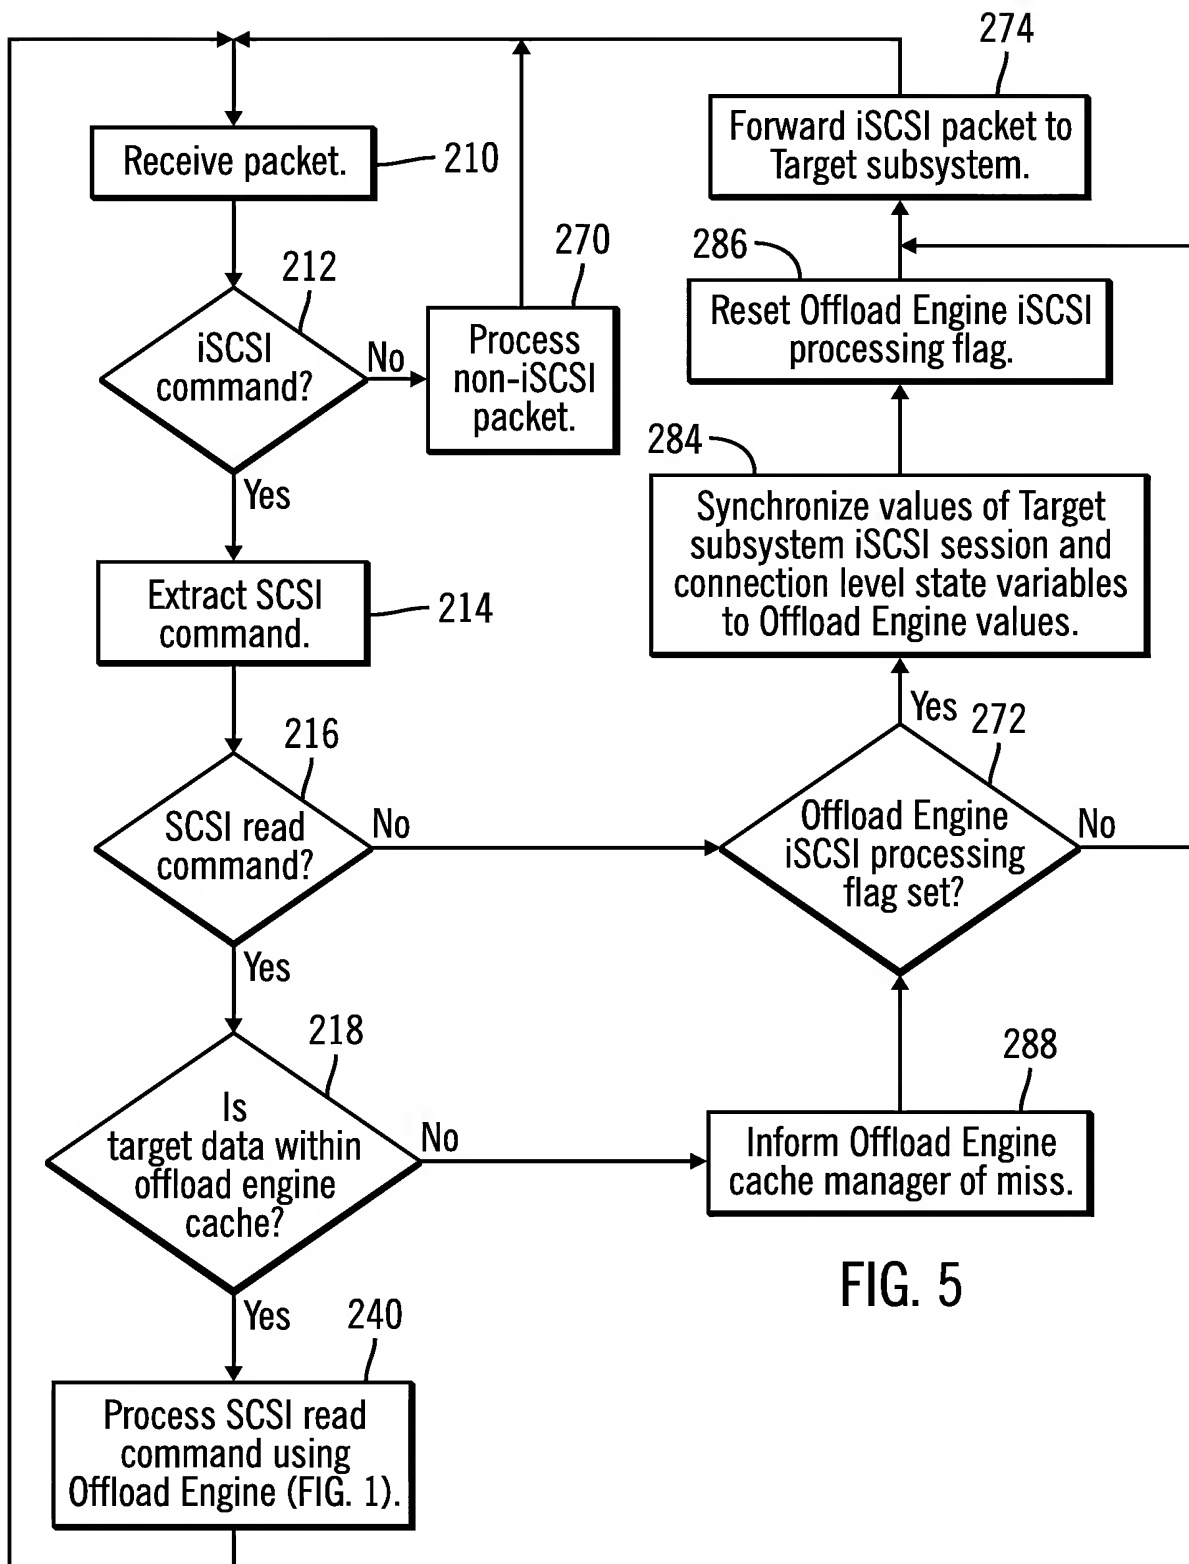 274
Forward iSCSI packet to
Target subsystem.
Receive packet.
210
270
286
212
Reset Offload Engine iSCSI
processing flag.
iSCSI
command?
No
Process
non-iSCSI
packet.
284
Yes
Synchronize values of Target
subsystem iSCSI session and
connection level state variables
to Offload Engine values.
Extract SCSI
command.
214
Yes
272
216
SCSI read
command?
No
Offload Engine
iSCSI processing
flag set?
No
Yes
218
288
Is
target data within
offload engine
cache?
No
Inform Offload Engine
cache manager of miss.
FIG. 5
Yes
240
Process SCSI read
command using
Offload Engine (FIG. 1).